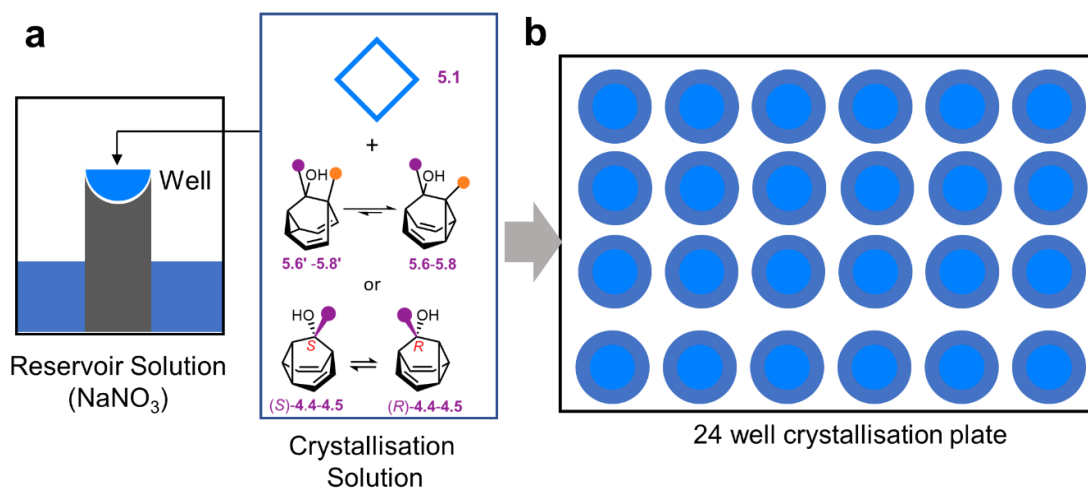 a
b
5.1
+
Well
OH
OH
5.6' -5.8'
5.6-5.8
or
HO
OH
S
R
(S)-4.4-4.5
(R)-4.4-4.5
Reservoir Solution
(NaNO₃)
Crystallisation
Solution
24 well crystallisation plate